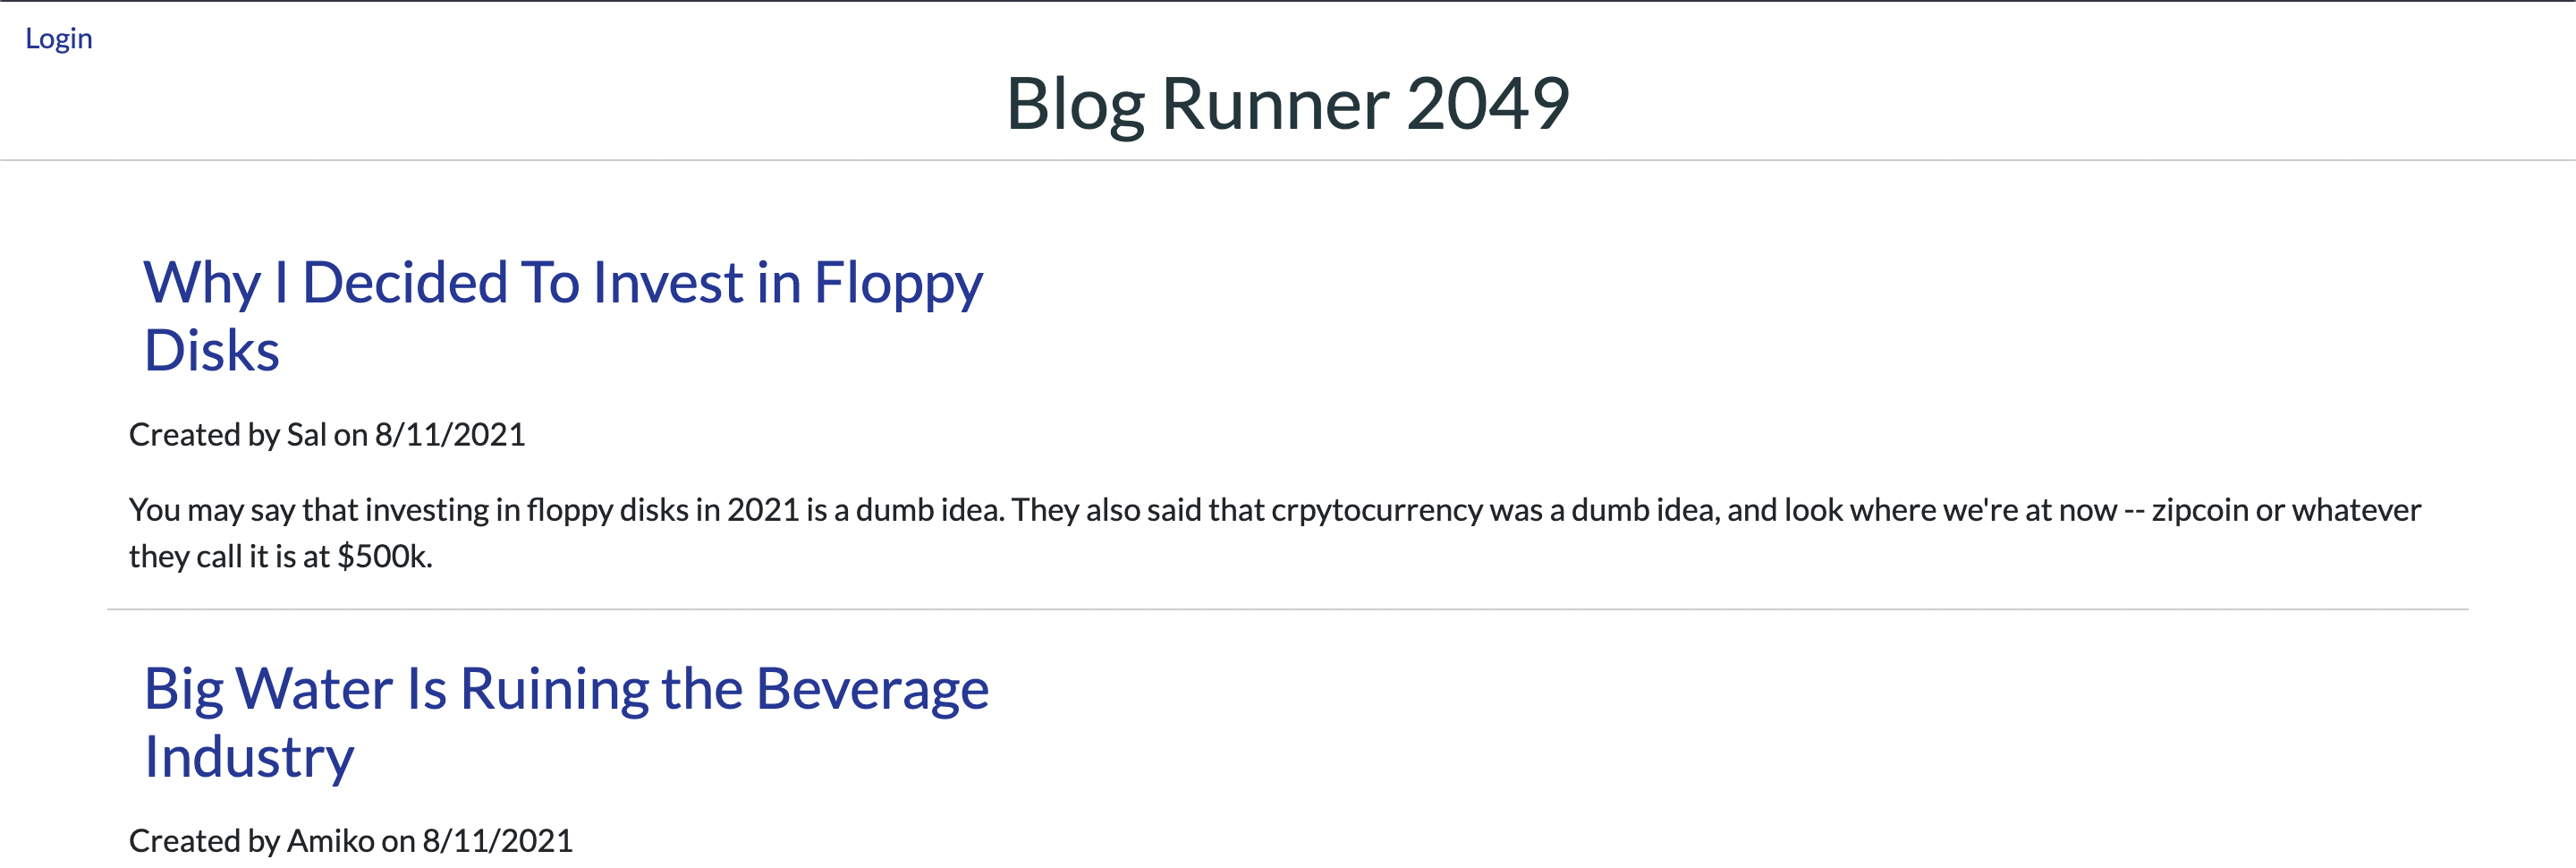 Login
Blog Runner 2049
Why I Decided To Invest in Floppy
Disks
Created by Sal on 8/11/2021
You may say that investing in floppy disks in 2021 is a dumb idea. They also said that crpytocurrency was a dumb idea, and look where we're at now -- zipcoin or whatever
they call it is at $500k.
Big Water Is Ruining the Beverage
Industry
Created by Amiko on 8/11/2021